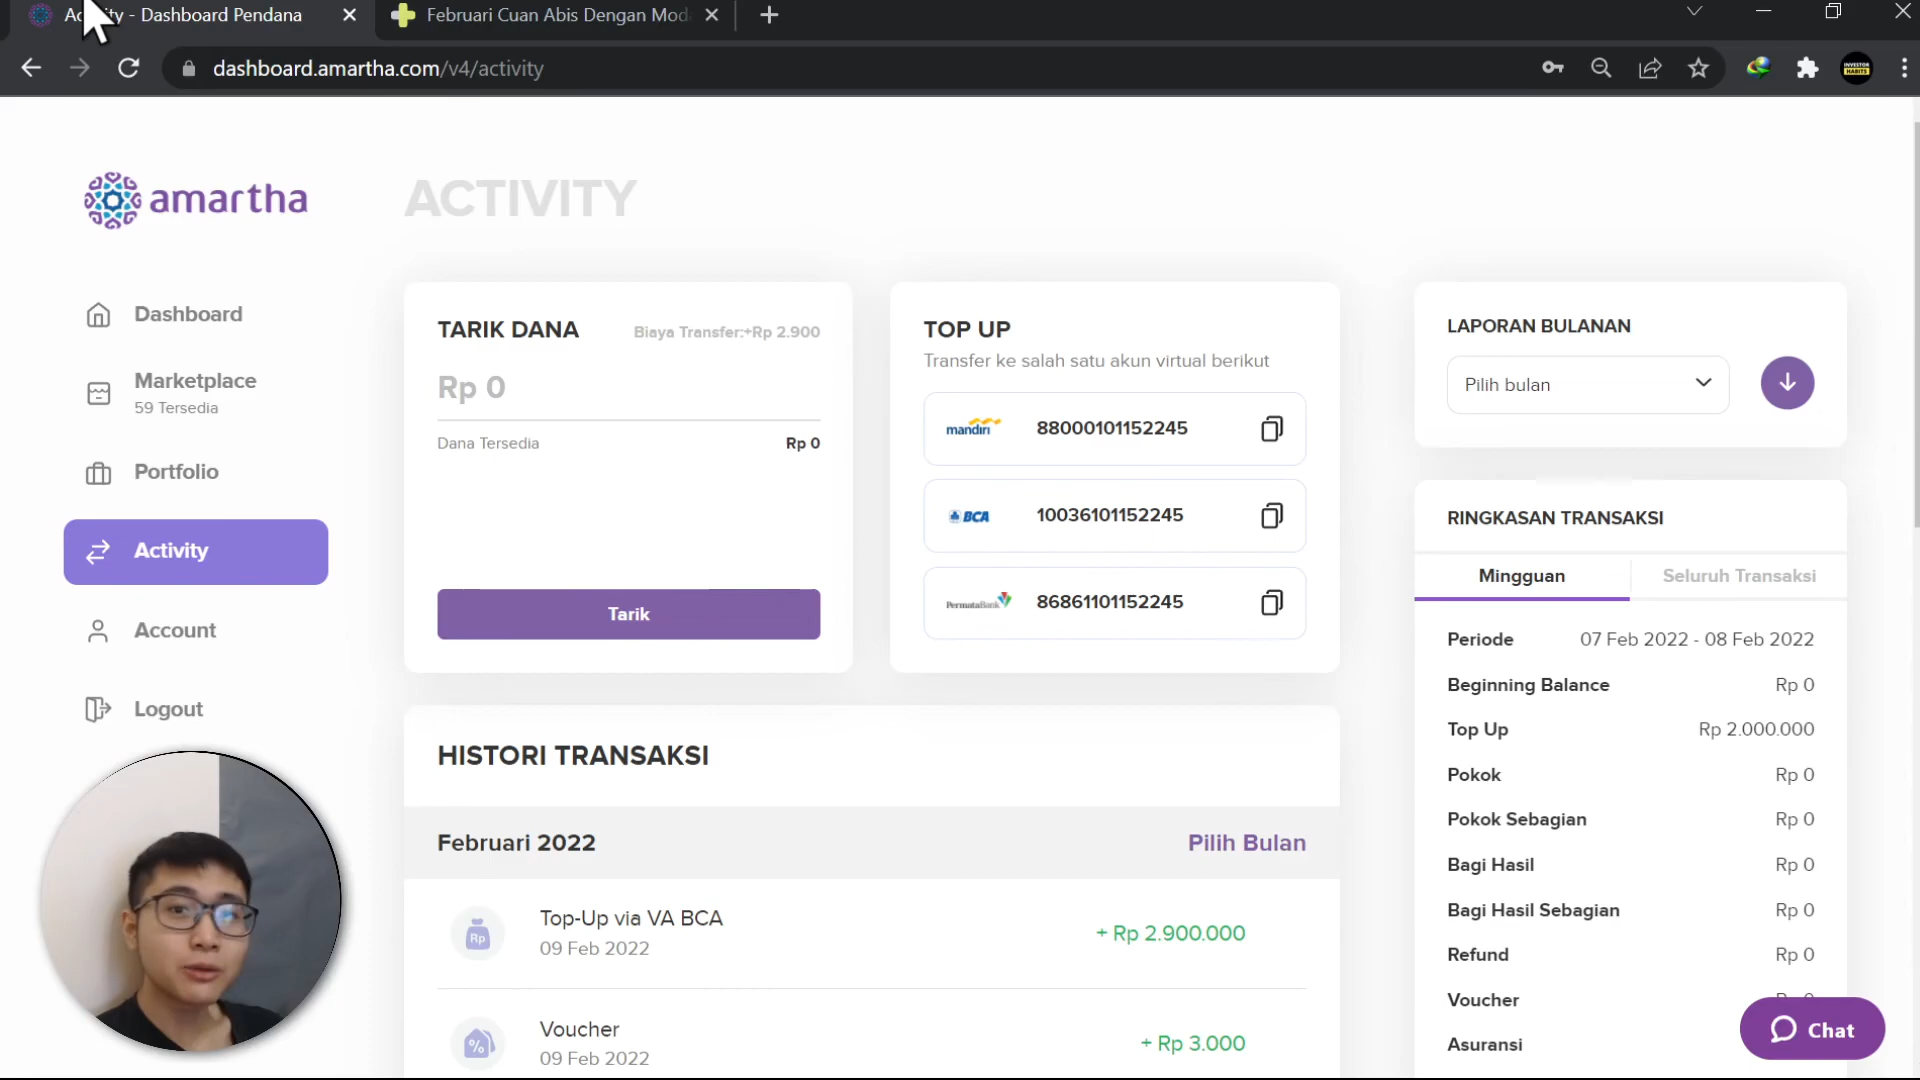 - Dashboard Pendana
Februari Cuan Abis Dengan Mod
dashboard.amartha.com/v4/activity
INVESTOR
HABITS
amartha
Dashboard
Marketplace
59 Tersedia
Portfolio
Activity
Account
Logout
ACTIVITY
TARIK DANA
Biaya Transfer:+Rp 2.900
Rp 0
Dana Tersedia
Rp 0
Tarik
TOP UP
Transfer ke salah satu akun virtual berikut
mandiri
88000101152245
BCA
10036101152245
PermataBank
86861101152245
HISTORI TRANSAKSI
Februari 2022
Pilih Bulan
Rp
Top-Up via VA BCA
09 Feb 2022
+ Rp 2.900.000
%
Voucher
09 Feb 2022
+ Rp 3.000
LAPORAN BULANAN
Pilih bulan
RINGKASAN TRANSAKSI
Mingguan
Seluruh Transaksi
Periode
07 Feb 2022 - 08 Feb 2022
Beginning Balance
Rp 0
Top Up
Rp 2.000.000
Pokok
Rp 0
Pokok Sebagian
Rp 0
Bagi Hasil
Rp 0
Bagi Hasil Sebagian
Rp 0
Refund
Rp 0
Voucher
Asuransi
Chat